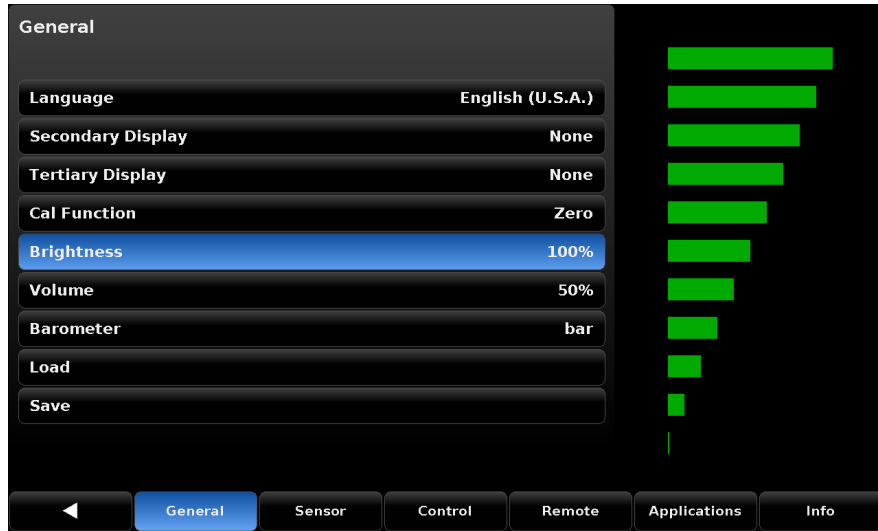 General
Language English (U.S.A.)
Secondary Display None
Tertiary Display None
Cal Function Zero
Brightness 100%
Volume 50%
Barometer bar
Load
Save
General Sensor Control Remote Applications Info